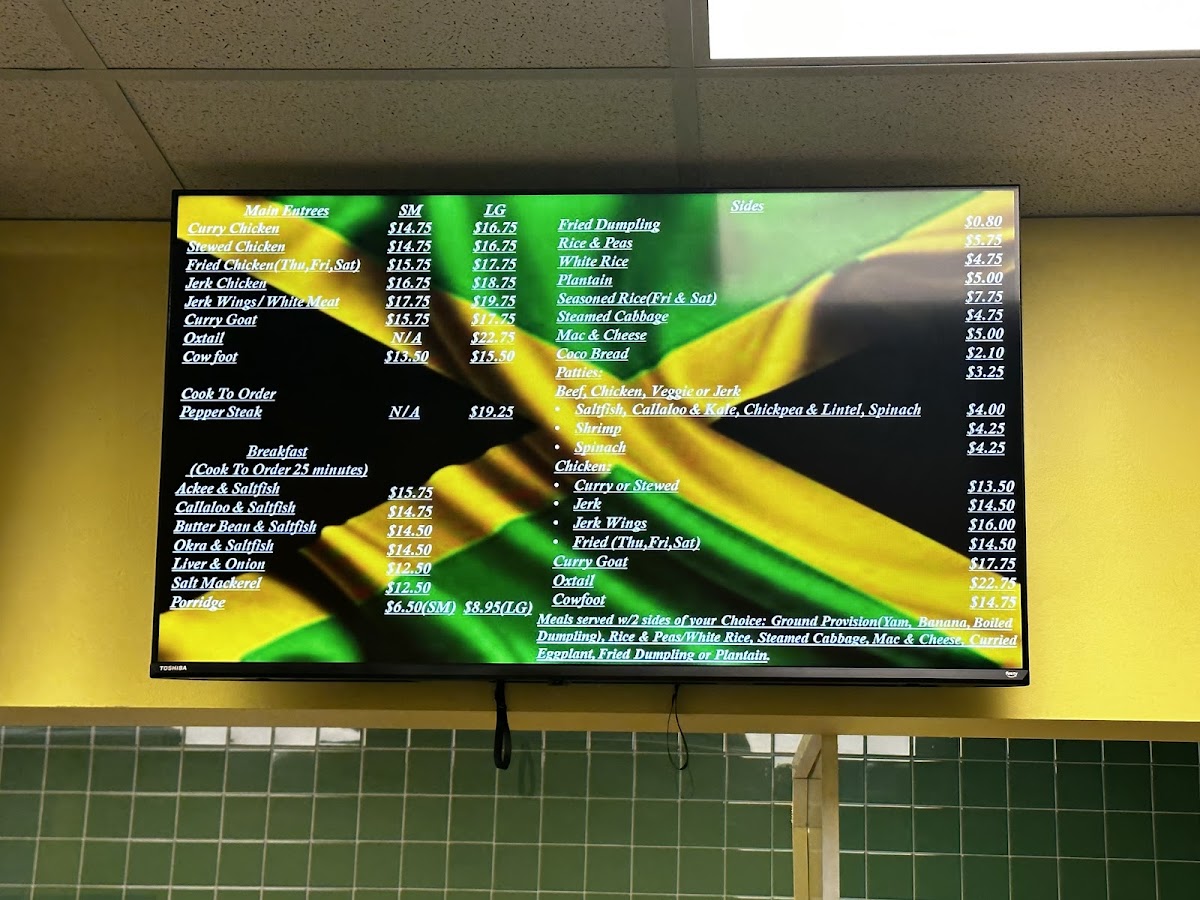 Main Entrees SM LG
Curry Chicken $14.75 $16.75
Stewed Chicken $14.75 $16.75
Fried Chicken(Thu,Fri,Sat) $15.75 $17.75
Jerk Chicken $16.75 $18.75
Jerk Wings/ White Meat $17.75 $19.75
Curry Goat $15.75 $17.75
Oxtail N/A $22.75
Cow foot $13.50 $15.50
Cook To Order
Pepper Steak N/A $19.25
Breakfast
(Cook To Order 25 minutes)
Ackee & Saltfish $15.75
Callaloo & Saltfish $14.75
Butter Bean & Saltfish $14.50
Okra & Saltfish $14.50
Liver & Onion $12.50
Salt Mackerel $12.50
Porridge $6.50(SM) $8.95(LG)
Sides
Fried Dumpling $0.80
Rice & Peas $5.75
White Rice $4.75
Plantain $5.00
Seasoned Rice(Fri & Sat) $7.75
Steamed Cabbage $4.75
Mac & Cheese $5.00
Coco Bread $2.10
Patties: $3.25
Beef, Chicken, Veggie or Jerk
• Saltfish, Callaloo & Kale, Chickpea & Lintel, Spinach $4.00
• Shrimp $4.25
• Spinach $4.25
Chicken:
• Curry or Stewed $13.50
• Jerk $14.50
• Jerk Wings $16.00
• Fried (Thu,Fri,Sat) $14.50
Curry Goat $17.75
Oxtail $22.75
Cowfoot $14.75
Meals served w/2 sides of your Choice: Ground Provision(Yam, Banana, Boiled
Dumpling), Rice & Peas/White Rice, Steamed Cabbage, Mac & Cheese, Curried
Eggplant, Fried Dumpling or Plantain.
TOSHIBA